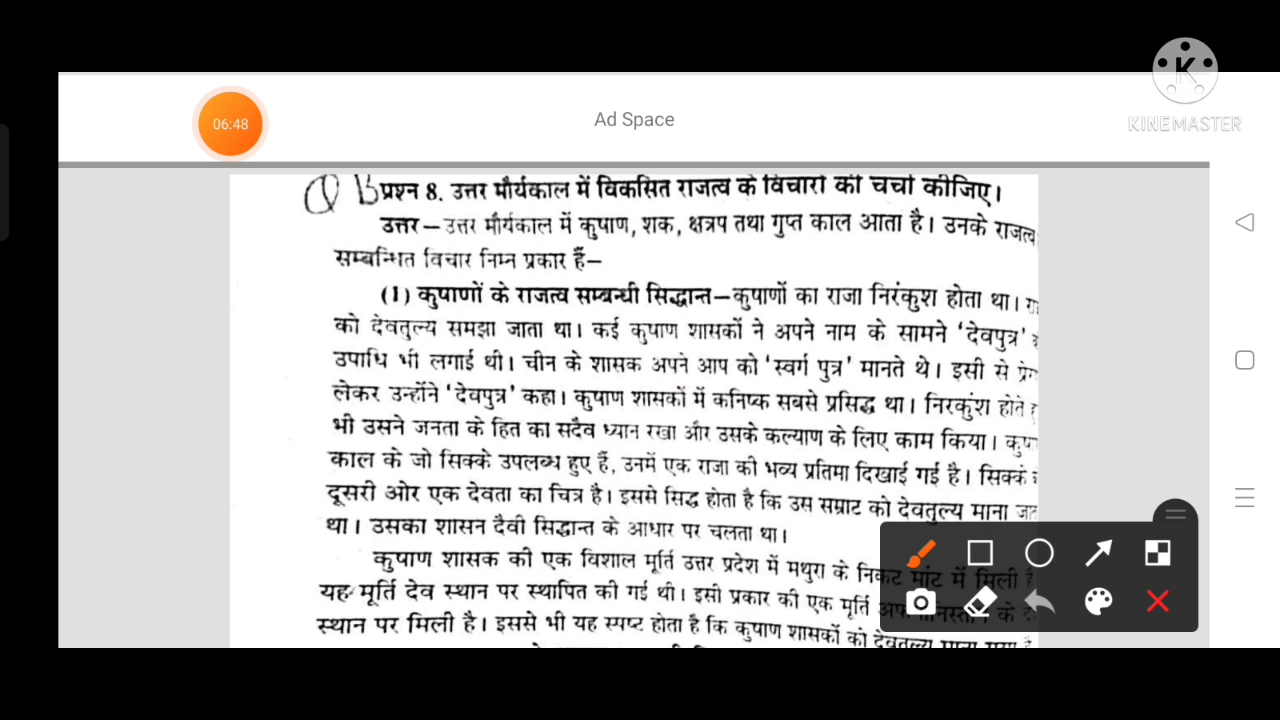 KINEMASTER
06:48
Ad Space
Q B प्रश्न 8. उत्तर मौर्यकाल में विकसित राजत्व के विचारों की चर्चा कीजिए।
उत्तर—उत्तर मौर्यकाल में कुषाण, शक, क्षत्रप तथा गुप्त काल आता है। उनके राजत्व
सम्बन्धित विचार निम्न प्रकार हैं—
(1) कुषाणों के राजत्व सम्बन्धी सिद्धान्त—कुषाणों का राजा निरंकुश होता था।
को देवतुल्य समझा जाता था। कई कुषाण शासकों ने अपने नाम के सामने 'देवपुत्र'
उपाधि भी लगाई थी। चीन के शासक अपने आप को 'स्वर्ग पुत्र' मानते थे। इसी से
लेकर उन्होंने 'देवपुत्र' कहा। कुषाण शासकों में कनिष्क सबसे प्रसिद्ध था। निरकुंश होते
भी उसने जनता के हित का सदैव ध्यान रखा और उसके कल्याण के लिए काम किया।
काल के जो सिक्के उपलब्ध हुए हैं, उनमें एक राजा की भव्य प्रतिमा दिखाई गई है। सिक्के
दूसरी ओर एक देवता का चित्र है। इससे सिद्ध होता है कि उस सम्राट को देवतुल्य माना
था। उसका शासन दैवी सिद्धान्त के आधार पर चलता था।
कुषाण शासक की एक विशाल मूर्ति उत्तर प्रदेश में मथुरा के निकट मांट में मिली
यह मूर्ति देव स्थान पर स्थापित की गई थी। इसी प्रकार की एक मूर्ति के
स्थान पर मिली है। इससे भी यह स्पष्ट होता है कि कुषाण शासकों को देवतुल्य माना